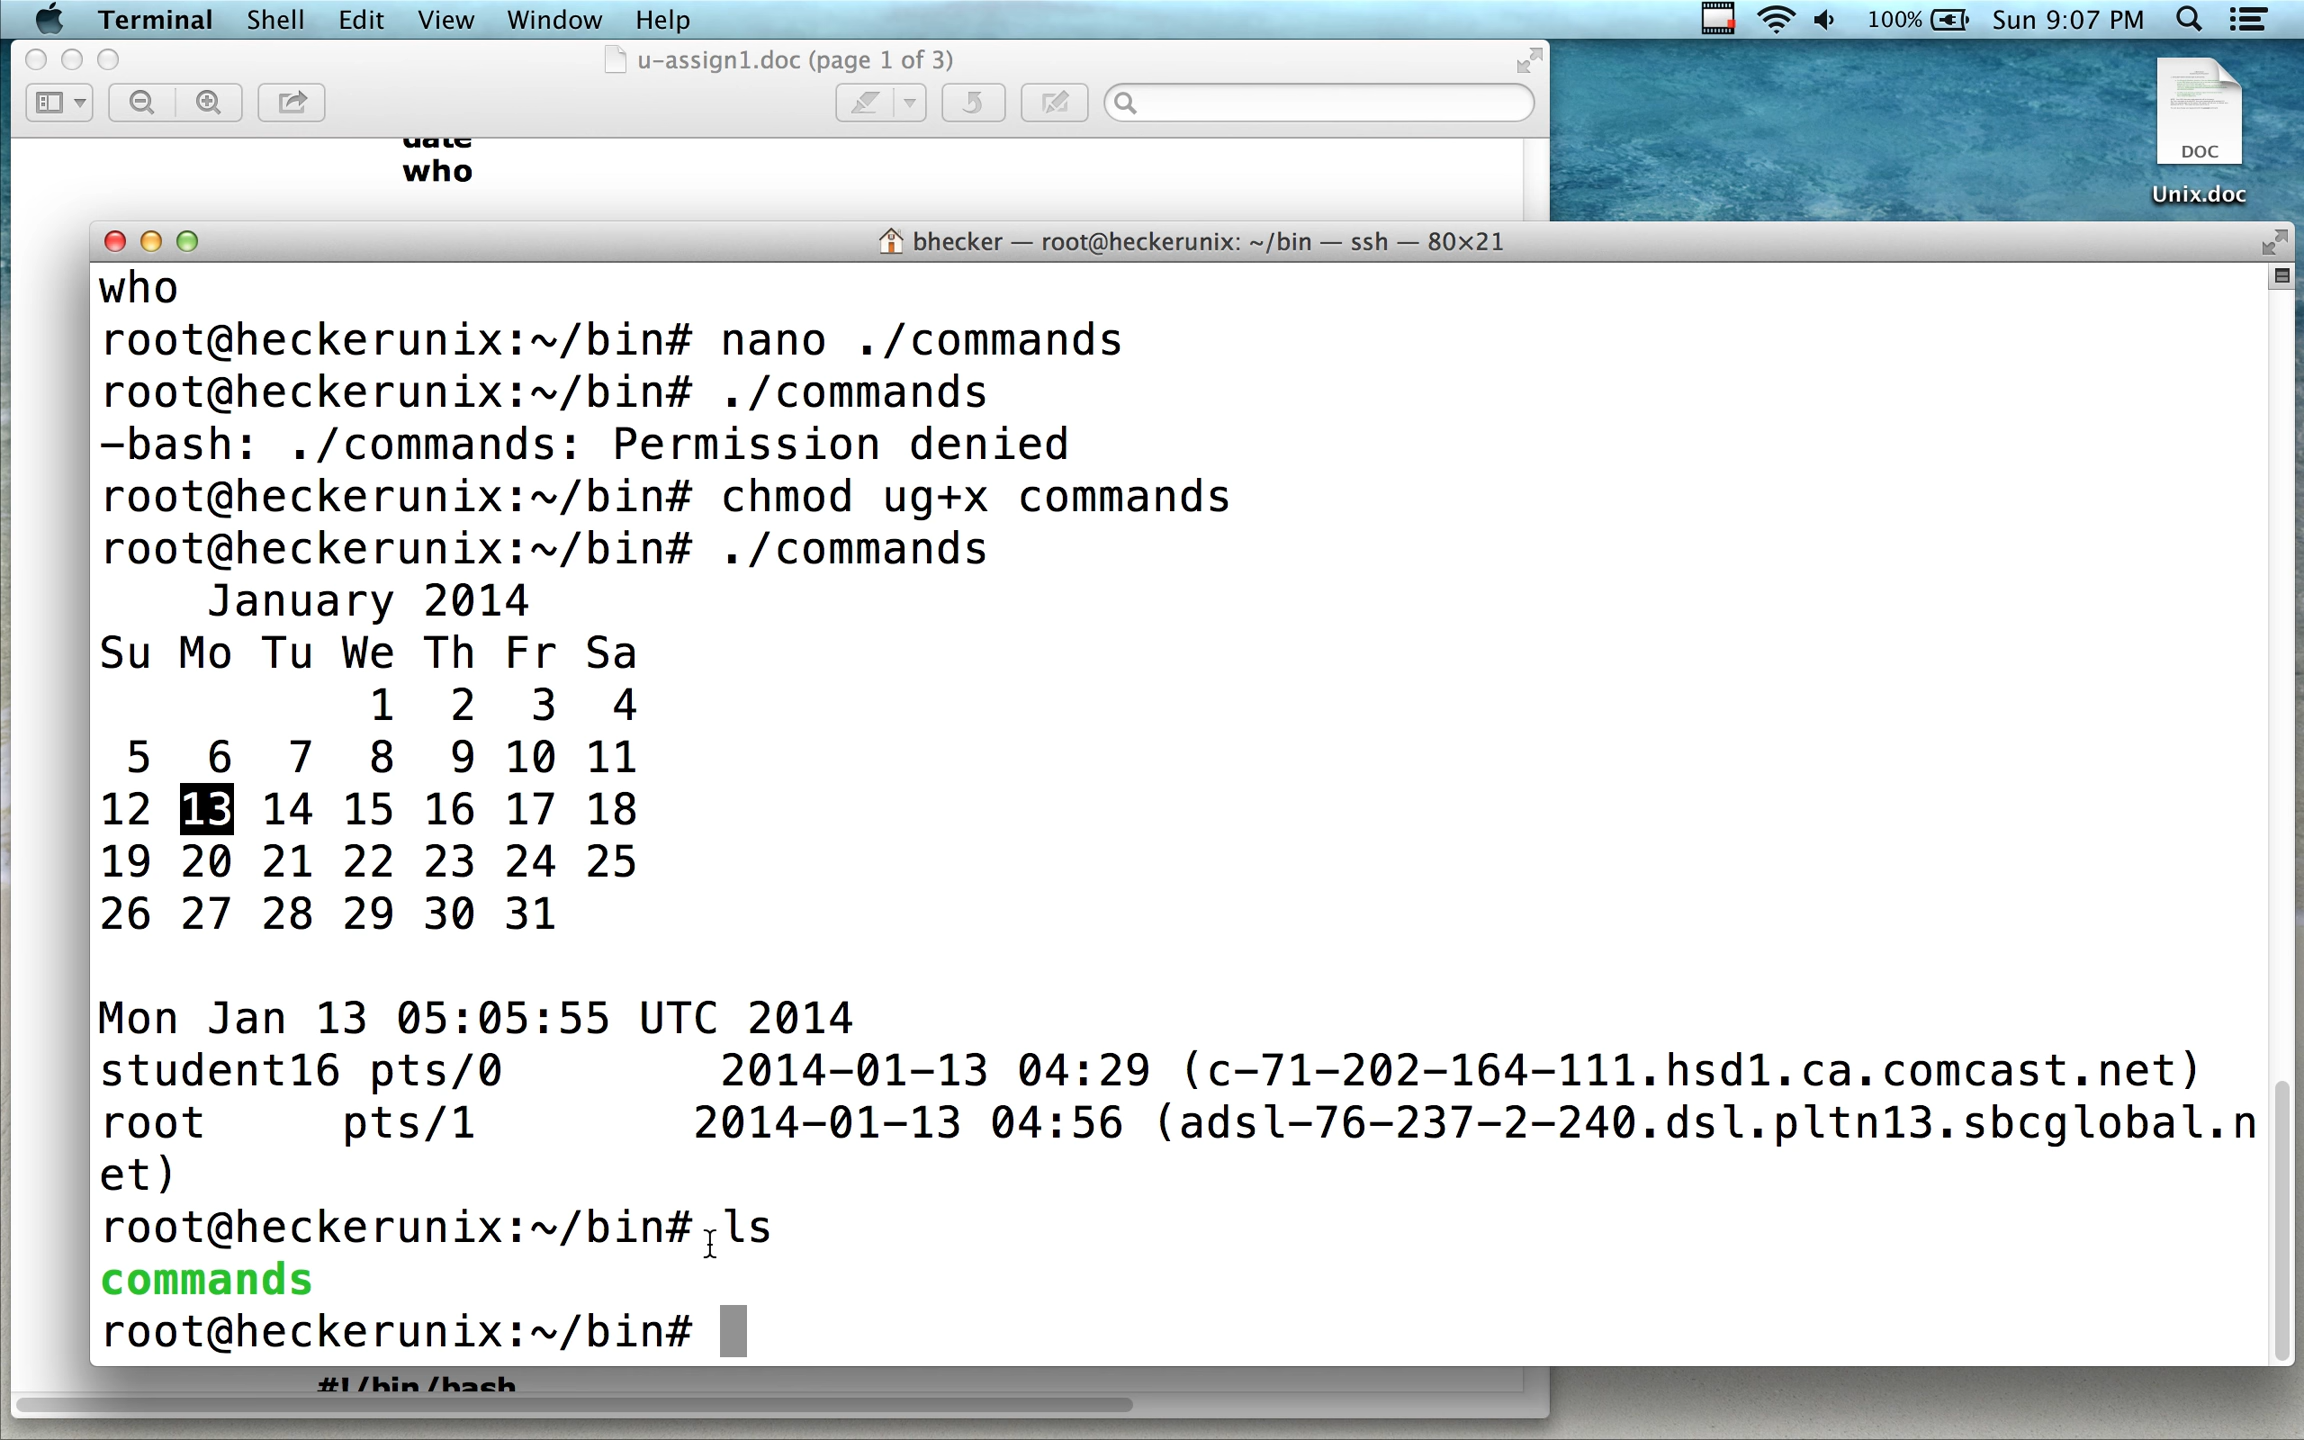 Terminal Shell Edit View Window Help 100% Sun 9:07 PM
u-assign1.doc (page 1 of 3)
DOC
Unix.doc
date
who
bhecker — root@heckerunix: ~/bin — ssh — 80×21
who
root@heckerunix:~/bin# nano ./commands
root@heckerunix:~/bin# ./commands
-bash: ./commands: Permission denied
root@heckerunix:~/bin# chmod ug+x commands
root@heckerunix:~/bin# ./commands
January 2014
Su Mo Tu We Th Fr Sa
1 2 3 4
5 6 7 8 9 10 11
12 13 14 15 16 17 18
19 20 21 22 23 24 25
26 27 28 29 30 31
Mon Jan 13 05:05:55 UTC 2014
student16 pts/0 2014-01-13 04:29 (c-71-202-164-111.hsd1.ca.comcast.net)
root pts/1 2014-01-13 04:56 (adsl-76-237-2-240.dsl.pltn13.sbcglobal.n
et)
root@heckerunix:~/bin# ls
commands
root@heckerunix:~/bin#
#!/bin/bash